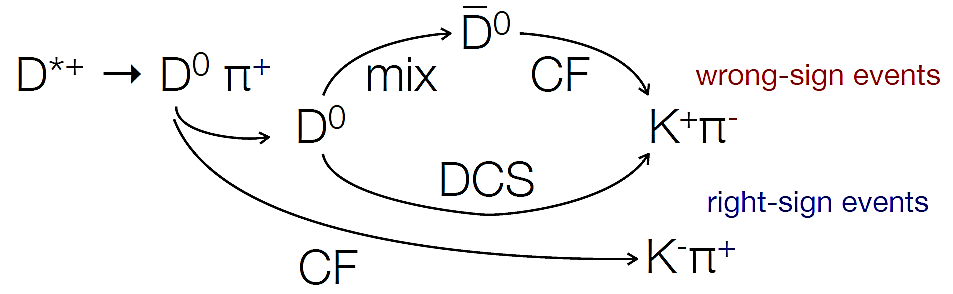 D̅⁰
D*⁺ → D⁰ π⁺
mix
CF
wrong-sign events
D⁰
K⁺π⁻
DCS
right-sign events
CF
K⁻π⁺